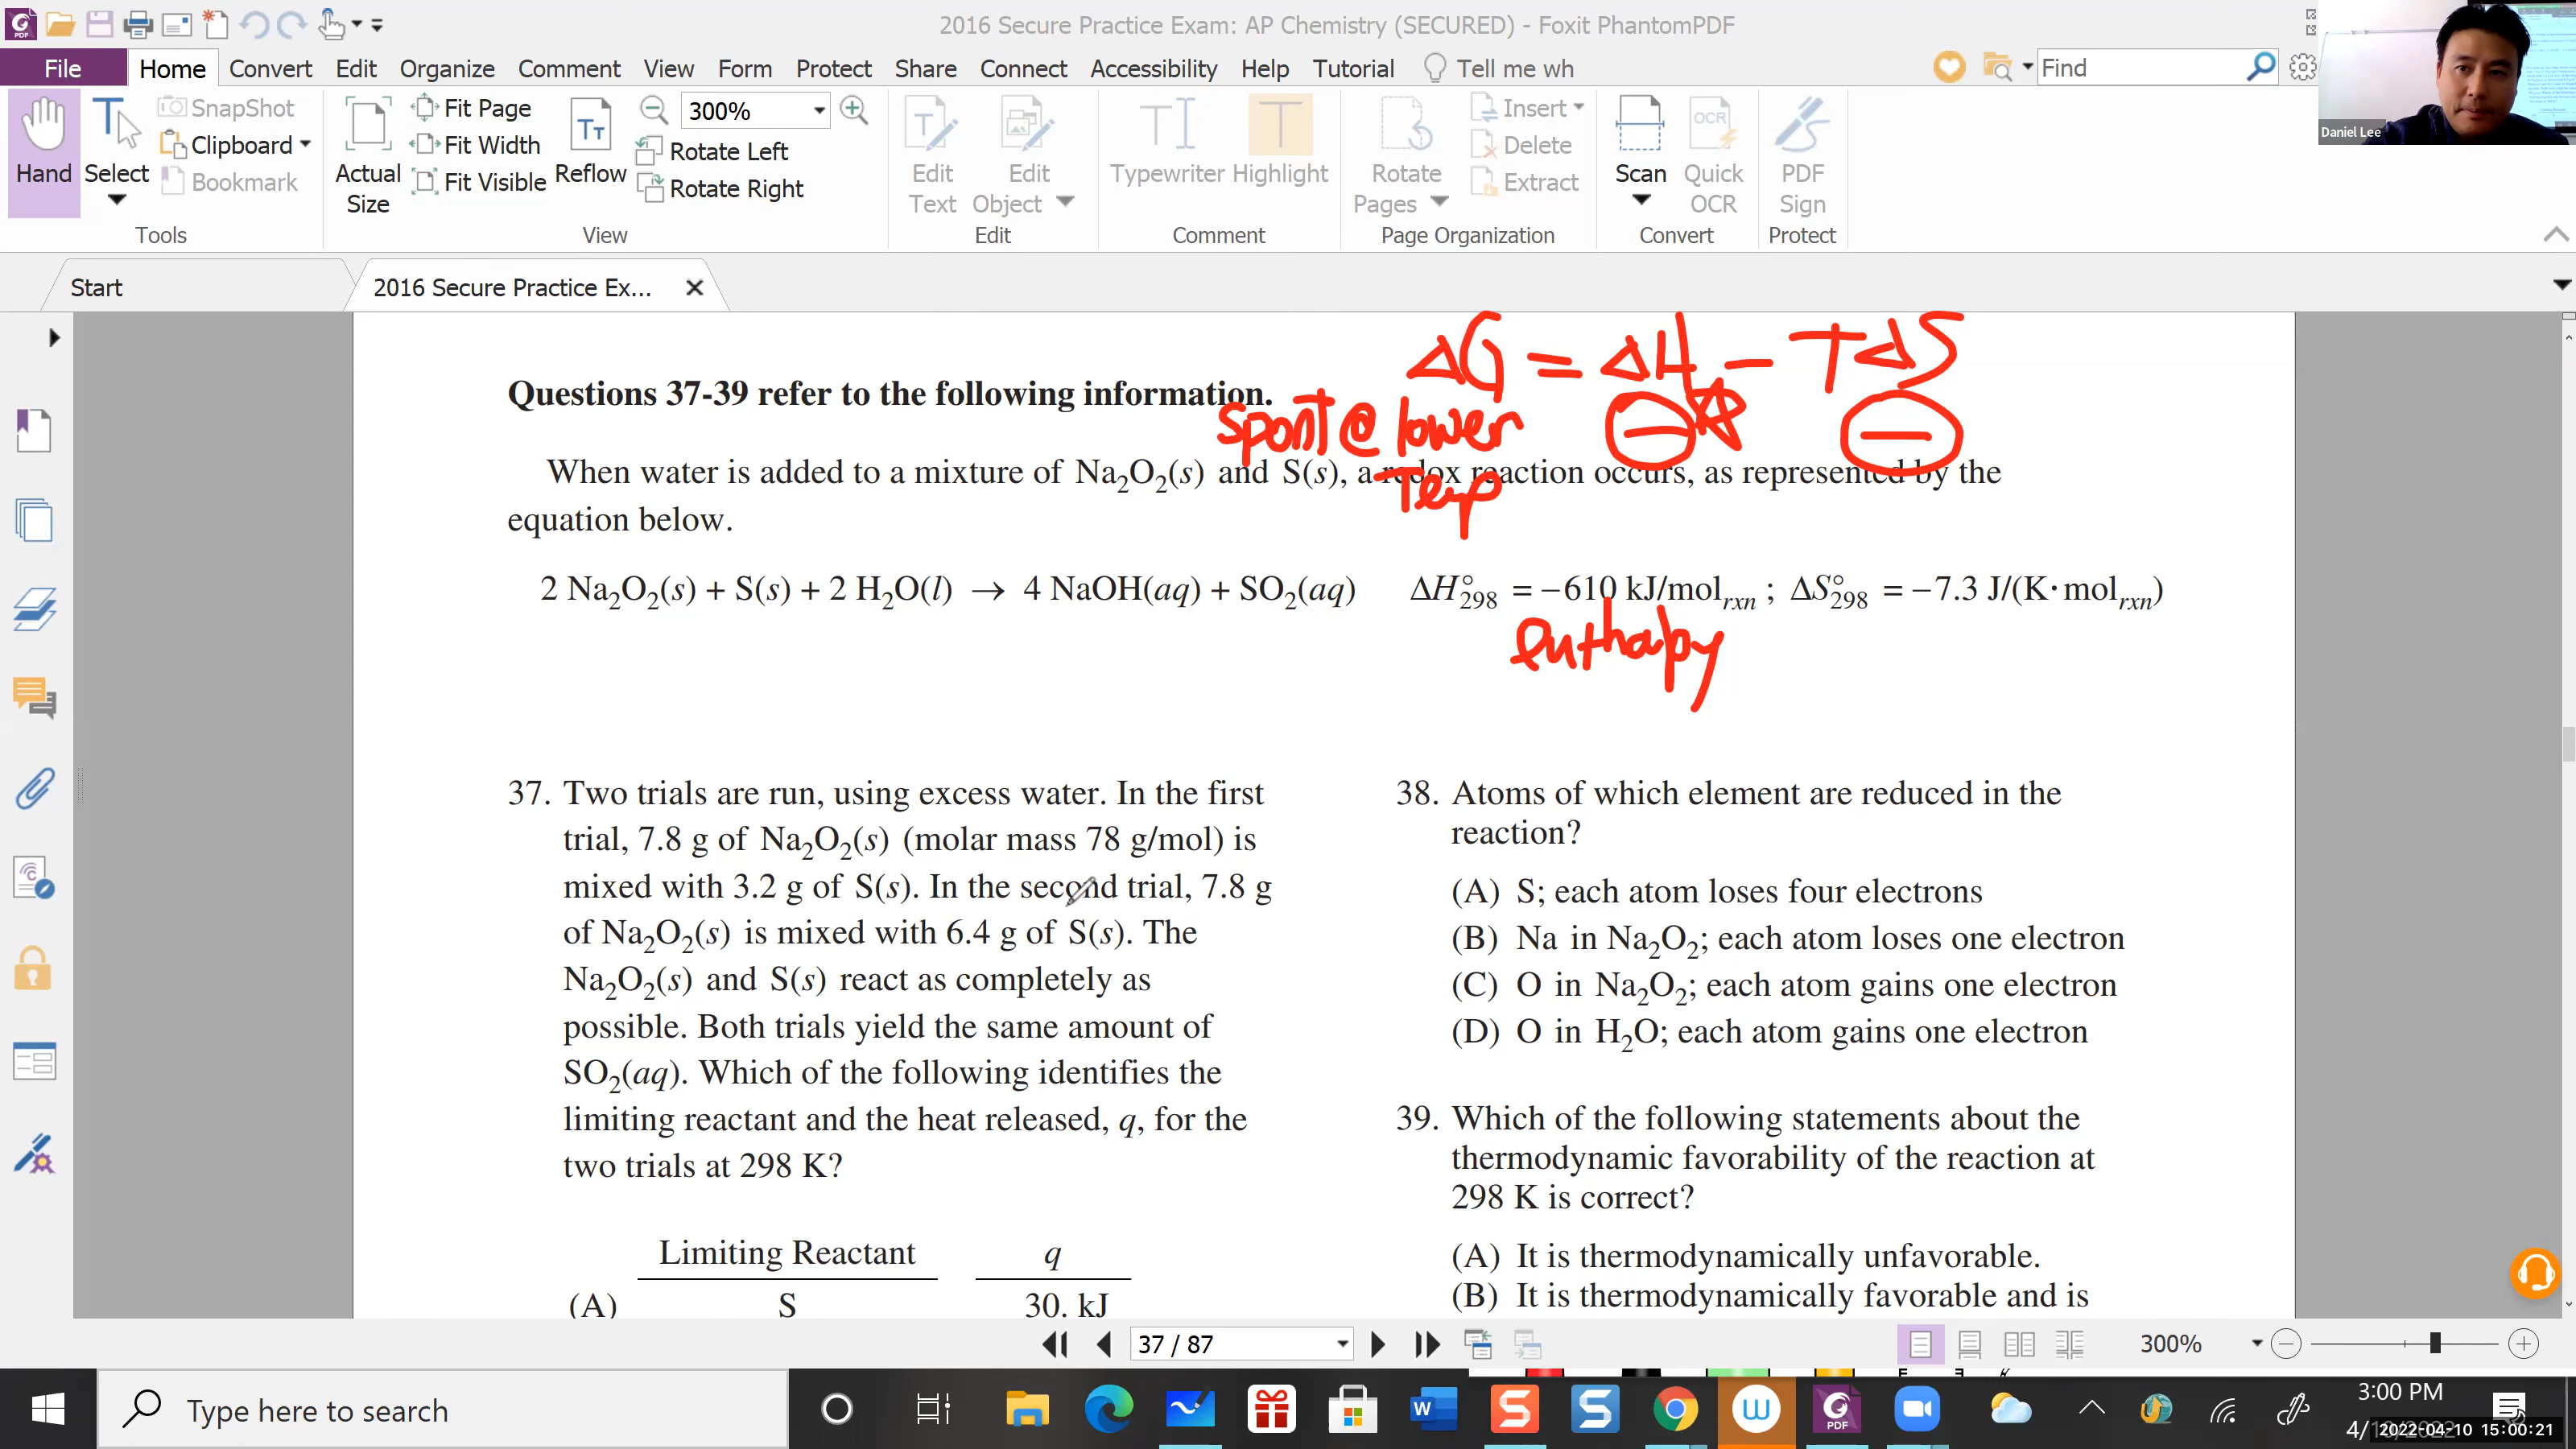 2016 Secure Practice Exam: AP Chemistry (SECURED) - Foxit PhantomPDF
File Home Convert Edit Organize Comment View Form Protect Share Connect Accessibility Help Tutorial Tell me wh Find
Daniel Lee
Hand
Select
SnapShot
Clipboard
Bookmark
Tools
Actual Size
Fit Page
Fit Width
Fit Visible
Reflow
300%
Rotate Left
Rotate Right
View
Edit Text
Edit Object
Edit
Typewriter
Highlight
Comment
Rotate Pages
Insert
Delete
Extract
Page Organization
Scan
Quick OCR
Convert
PDF Sign
Protect
Start
2016 Secure Practice Ex...
ΔG = ΔH - TΔS
Questions 37-39 refer to the following information.
spont @ lower
Temp
When water is added to a mixture of Na₂O₂(s) and S(s), a redox reaction occurs, as represented by the
equation below.
2 Na₂O₂(s) + S(s) + 2 H₂O(l) → 4 NaOH(aq) + SO₂(aq) ΔH°₂₉₈ = −610 kJ/molrxn ; ΔS°₂₉₈ = −7.3 J/(K·molrxn)
enthalpy
37. Two trials are run, using excess water. In the first
trial, 7.8 g of Na₂O₂(s) (molar mass 78 g/mol) is
mixed with 3.2 g of S(s). In the second trial, 7.8 g
of Na₂O₂(s) is mixed with 6.4 g of S(s). The
Na₂O₂(s) and S(s) react as completely as
possible. Both trials yield the same amount of
SO₂(aq). Which of the following identifies the
limiting reactant and the heat released, q, for the
two trials at 298 K?
Limiting Reactant q
(A) S 30. kJ
38. Atoms of which element are reduced in the
reaction?
(A) S; each atom loses four electrons
(B) Na in Na₂O₂; each atom loses one electron
(C) O in Na₂O₂; each atom gains one electron
(D) O in H₂O; each atom gains one electron
39. Which of the following statements about the
thermodynamic favorability of the reaction at
298 K is correct?
(A) It is thermodynamically unfavorable.
(B) It is thermodynamically favorable and is
37 / 87
300%
Type here to search
3:00 PM
2022-04-10 15:00:21